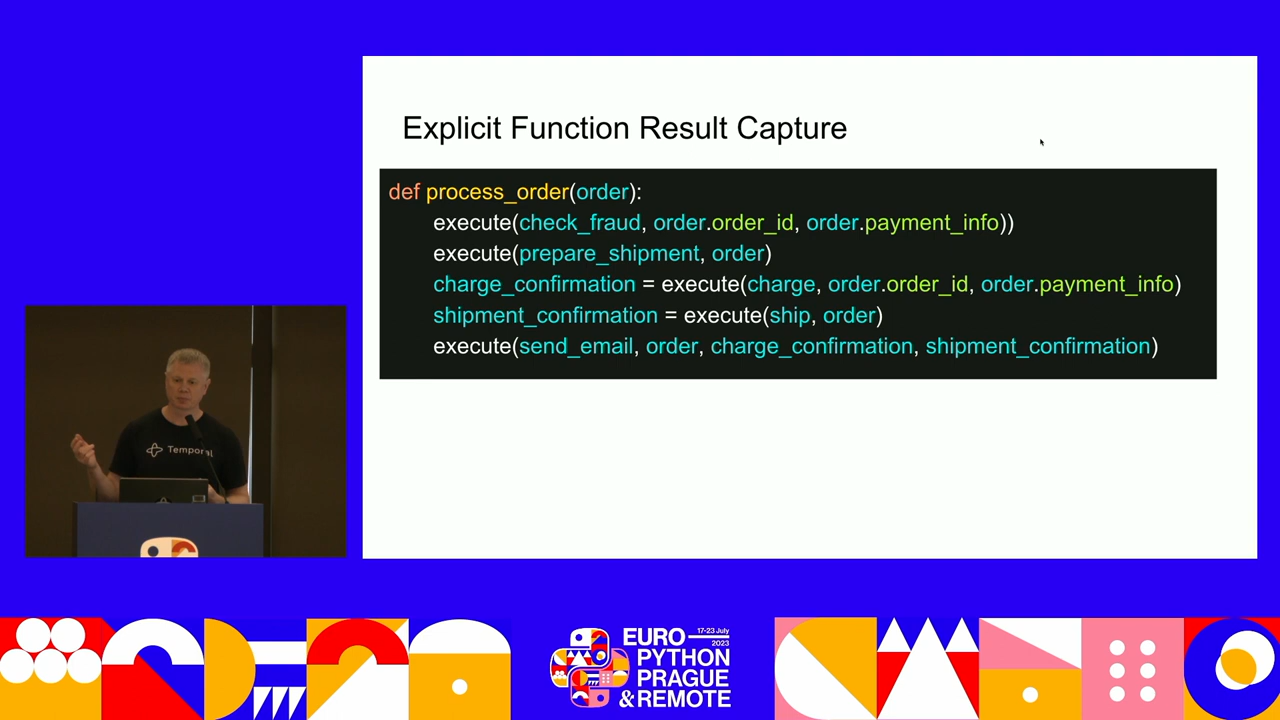 Explicit Function Result Capture
def process_order(order):
execute(check_fraud, order.order_id, order.payment_info))
execute(prepare_shipment, order)
charge_confirmation = execute(charge, order.order_id, order.payment_info)
shipment_confirmation = execute(ship, order)
execute(send_email, order, charge_confirmation, shipment_confirmation)
Temporal
EURO
17-23 July
2023
PYTHON
PRAGUE
& REMOTE